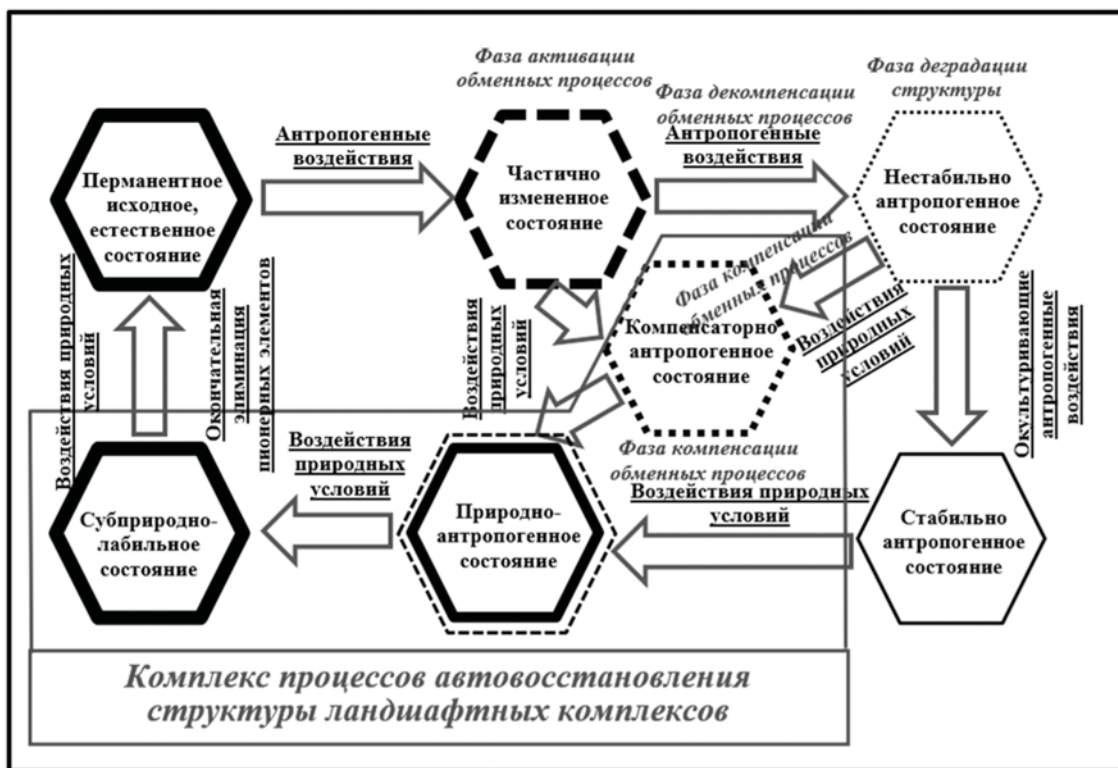 Фаза активации
обменных процессов
Фаза декомпенсации
обменных процессов
Фаза деградации
структуры
Антропогенные
воздействия
Антропогенные
воздействия
Перманентное
исходное,
естественное
состояние
Частично
измененное
состояние
Нестабильно
антропогенное
состояние
Фаза компенсации
обменных процессов
Компенсаторно
антропогенное
состояние
Воздействия природных
условий
Окончательная
элиминация
пионерных элементов
Воздействия
природных
условий
Воздействия
природных
условий
Окультуривающие
антропогенные
воздействия
Фаза компенсации
обменных процессов
Воздействия
природных
условий
Воздействия природных
условий
Субприродно-
лабильное
состояние
Природно-
антропогенное
состояние
Стабильно
антропогенное
состояние
Комплекс процессов автовосстановления
структуры ландшафтных комплексов